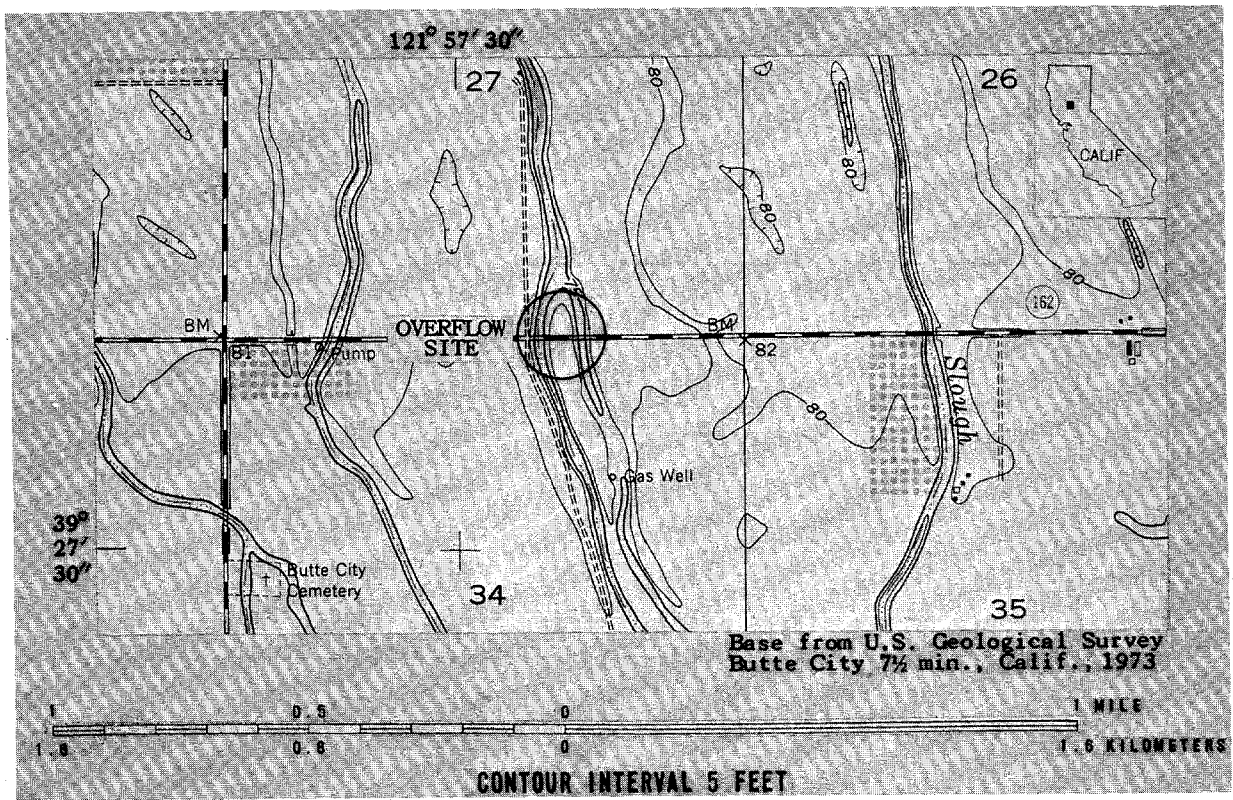 121° 57' 30"
27
26
80
80
80
CALIF
80
162
75
BM
OVERFLOW
SITE
BM
81
Pump
82
80
Slough
Gas Well
39°
27'
30"
Butte City
Cemetery
34
35
Base from U.S. Geological Survey
Butte City 7½ min., Calif., 1973
1 0.5 0 1 MILE
1.6 0.8 0 1.6 KILOMETERS
CONTOUR INTERVAL 5 FEET